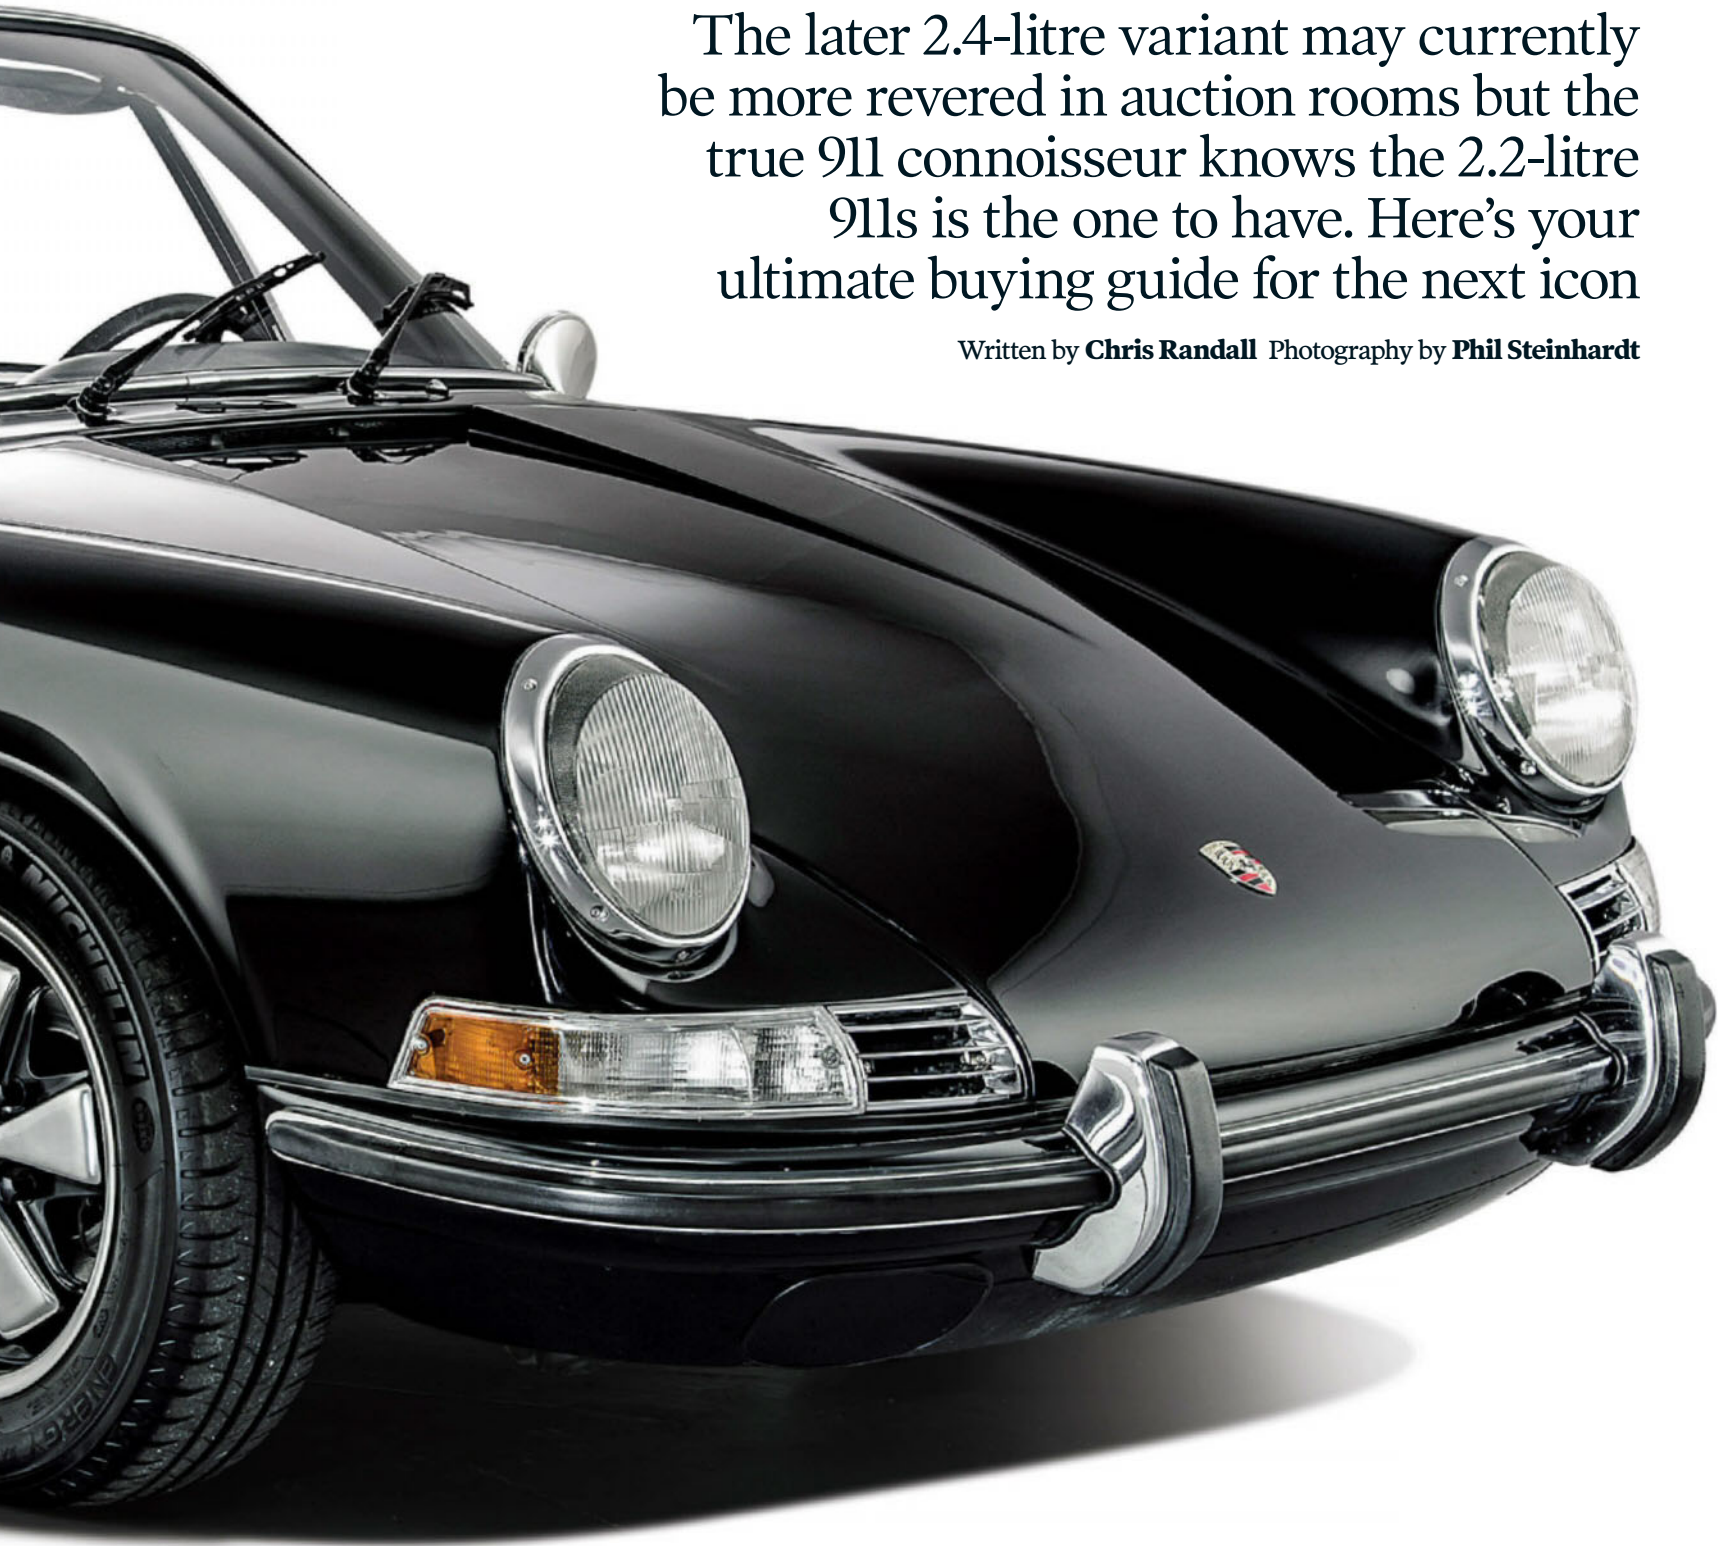 The later 2.4-litre variant may currently
be more revered in auction rooms but the
true 911 connoisseur knows the 2.2-litre
911s is the one to have. Here’s your
ultimate buying guide for the next icon
Written by Chris Randall Photography by Phil Steinhardt
MICHELIN
ENERGY